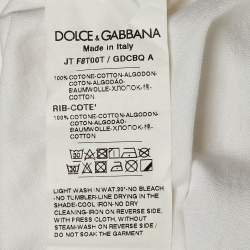 DOLCE & GABBANA
Made in Italy
JT F8T00T / GDCBQ A
100% COTONE-COTTON-ALGODON-
COTON-ALGODÃO-
BAUMWOLLE-ХЛОПОК-棉-
COTTON
RIB-COTE'
100% COTONE-COTTON-ALGODON-
COTON-ALGODÃO-
BAUMWOLLE-ХЛОПОК-棉-
COTTON
LIGHT WASH IN WAT.30°-NO BLEACH
-NO TUMBLER-LINE DRYING IN THE
SHADE-COOL IRON-NO DRY
CLEANING-IRON ON REVERSE SIDE,
WITH PRESS CLOTH, WITHOUT
STEAM-WASH ON REVERSE SIDE /
DO NOT SOAK THE GARMENT